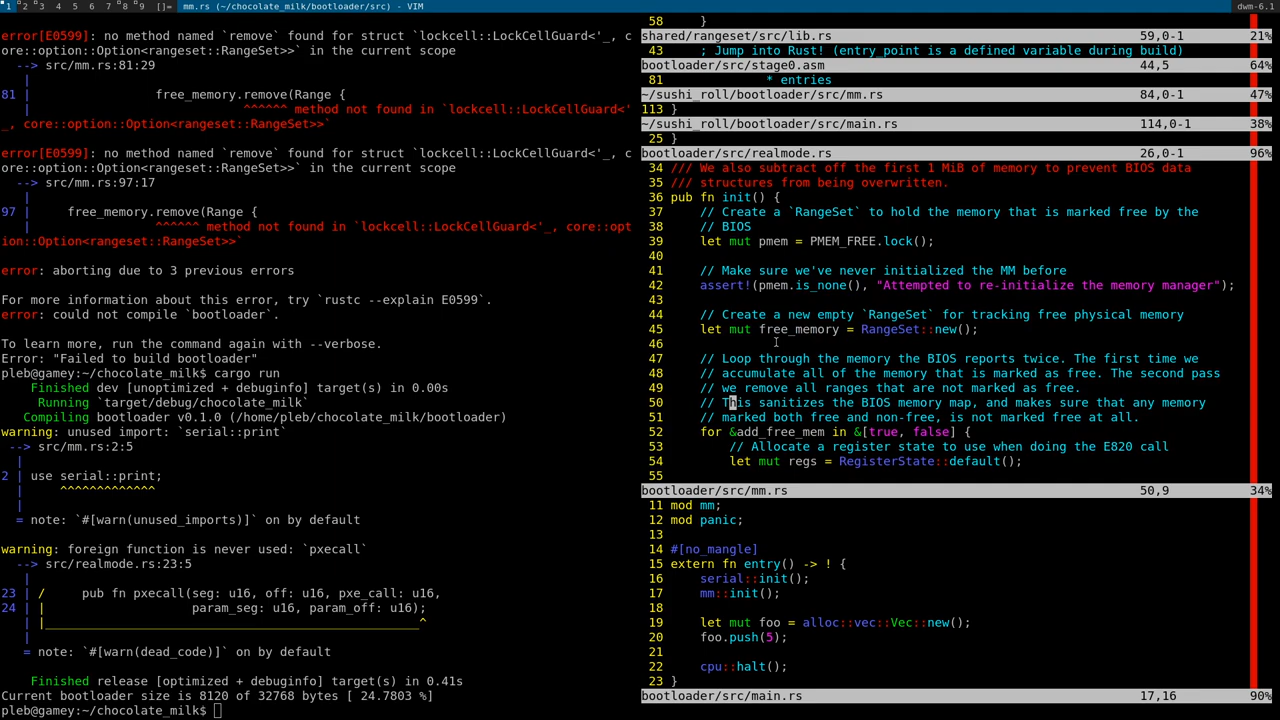 1 2 3 4 5 6 7 8 9 []= mm.rs (~/chocolate_milk/bootloader/src) - VIM dwm-6.1
error[E0599]: no method named `remove` found for struct `lockcell::LockCellGuard<'_, c
ore::option::Option<rangeset::RangeSet>>` in the current scope
--> src/mm.rs:81:29
|
81 | free_memory.remove(Range {
| ^^^^^^ method not found in `lockcell::LockCellGuard<'
_, core::option::Option<rangeset::RangeSet>>`
error[E0599]: no method named `remove` found for struct `lockcell::LockCellGuard<'_, c
ore::option::Option<rangeset::RangeSet>>` in the current scope
--> src/mm.rs:97:17
|
97 | free_memory.remove(Range {
| ^^^^^^ method not found in `lockcell::LockCellGuard<'_, core::opt
ion::Option<rangeset::RangeSet>>`
error: aborting due to 3 previous errors
For more information about this error, try `rustc --explain E0599`.
error: could not compile `bootloader`.
To learn more, run the command again with --verbose.
Error: "Failed to build bootloader"
pleb@gamey:~/chocolate_milk$ cargo run
Finished dev [unoptimized + debuginfo] target(s) in 0.00s
Running `target/debug/chocolate_milk`
Compiling bootloader v0.1.0 (/home/pleb/chocolate_milk/bootloader)
warning: unused import: `serial::print`
--> src/mm.rs:2:5
|
2 | use serial::print;
| ^^^^^^^^^^^^^
|
= note: `#[warn(unused_imports)]` on by default
warning: foreign function is never used: `pxecall`
--> src/realmode.rs:23:5
|
23 | / pub fn pxecall(seg: u16, off: u16, pxe_call: u16,
24 | | param_seg: u16, param_off: u16);
| |____________________________________________________^
|
= note: `#[warn(dead_code)]` on by default
Finished release [optimized + debuginfo] target(s) in 0.41s
Current bootloader size is 8120 of 32768 bytes [ 24.7803 %]
pleb@gamey:~/chocolate_milk$
58 }
shared/rangeset/src/lib.rs 59,0-1 21%
43 ; Jump into Rust! (entry_point is a defined variable during build)
bootloader/src/stage0.asm 44,5 64%
81 * entries
~/sushi_roll/bootloader/src/mm.rs 84,0-1 47%
113 }
~/sushi_roll/bootloader/src/main.rs 114,0-1 38%
25 }
bootloader/src/realmode.rs 26,0-1 96%
34 /// We also subtract off the first 1 MiB of memory to prevent BIOS data
35 /// structures from being overwritten.
36 pub fn init() {
37 // Create a `RangeSet` to hold the memory that is marked free by the
38 // BIOS
39 let mut pmem = PMEM_FREE.lock();
40
41 // Make sure we've never initialized the MM before
42 assert!(pmem.is_none(), "Attempted to re-initialize the memory manager");
43
44 // Create a new empty `RangeSet` for tracking free physical memory
45 let mut free_memory = RangeSet::new();
46
47 // Loop through the memory the BIOS reports twice. The first time we
48 // accumulate all of the memory that is marked as free. The second pass
49 // we remove all ranges that are not marked as free.
50 // This sanitizes the BIOS memory map, and makes sure that any memory
51 // marked both free and non-free, is not marked free at all.
52 for &add_free_mem in &[true, false] {
53 // Allocate a register state to use when doing the E820 call
54 let mut regs = RegisterState::default();
55
bootloader/src/mm.rs 50,9 34%
11 mod mm;
12 mod panic;
13
14 #[no_mangle]
15 extern fn entry() -> ! {
16 serial::init();
17 mm::init();
18
19 let mut foo = alloc::vec::Vec::new();
20 foo.push(5);
21
22 cpu::halt();
23 }
bootloader/src/main.rs 17,16 90%